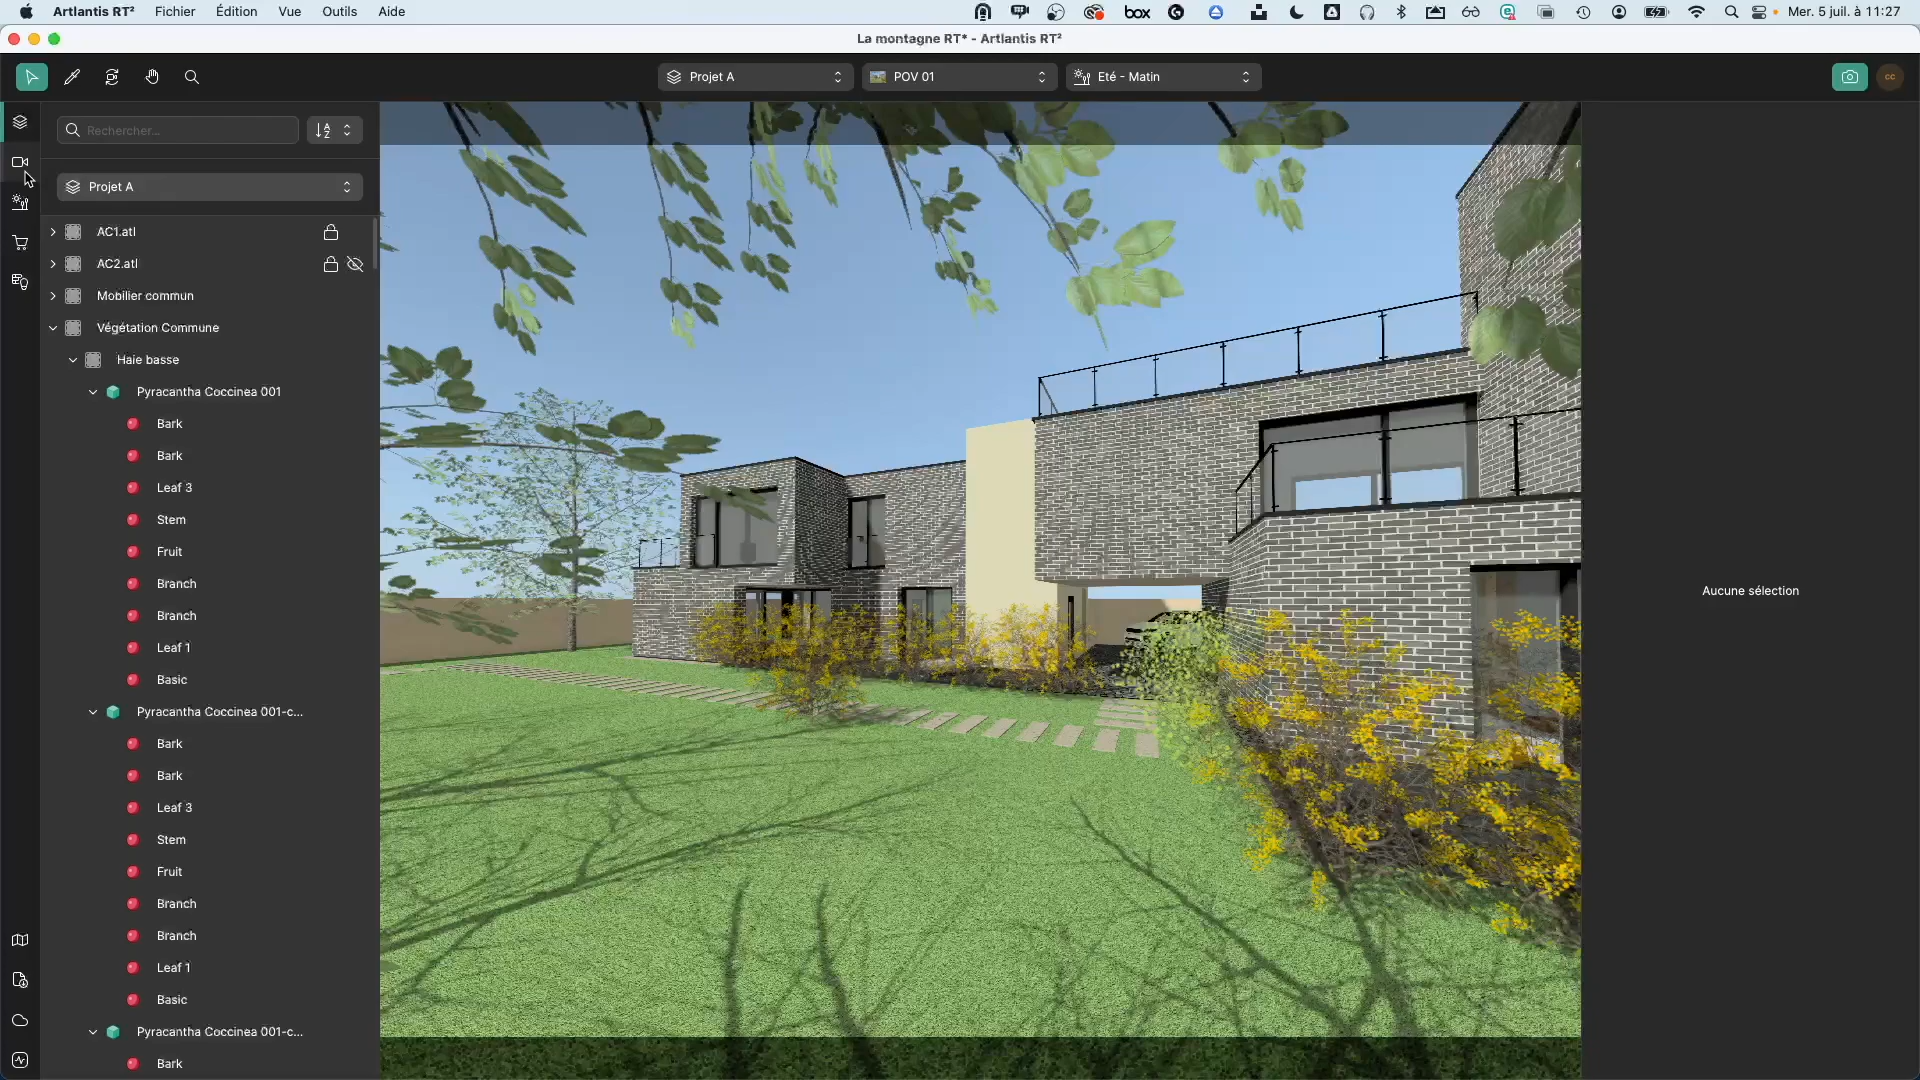 Artlantis RT² Fichier Édition Vue Outils Aide
box
Mer. 5 juil. à 11:27
La montagne RT* - Artlantis RT²
Projet A
POV 01
Eté - Matin
cc
Rechercher...
Projet A
AC1.atl
AC2.atl
Mobilier commun
Végétation Commune
Haie basse
Pyracantha Coccinea 001
Bark
Bark
Leaf 3
Stem
Fruit
Branch
Branch
Leaf 1
Basic
Pyracantha Coccinea 001-c...
Bark
Bark
Leaf 3
Stem
Fruit
Branch
Branch
Leaf 1
Basic
Pyracantha Coccinea 001-c...
Bark
Aucune sélection